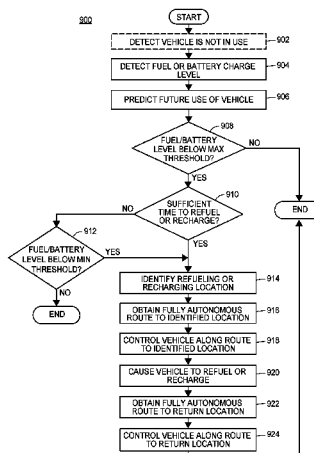 900
START
DETECT VEHICLE IS NOT IN USE
902
DETECT FUEL OR BATTERY CHARGE
LEVEL
904
PREDICT FUTURE USE OF VEHICLE
906
908
FUEL/BATTERY
LEVEL BELOW MAX
THRESHOLD?
NO
YES
910
SUFFICIENT
TIME TO REFUEL
OR RECHARGE?
NO
YES
END
912
FUEL/BATTERY
LEVEL BELOW MIN
THRESHOLD?
YES
NO
END
IDENTIFY REFUELING OR
RECHARGING LOCATION
914
OBTAIN FULLY AUTONOMOUS
ROUTE TO IDENTIFIED LOCATION
916
CONTROL VEHICLE ALONG ROUTE
TO IDENTIFIED LOCATION
918
CAUSE VEHICLE TO REFUEL OR
RECHARGE
920
OBTAIN FULLY AUTONOMOUS
ROUTE TO RETURN LOCATION
922
CONTROL VEHICLE ALONG ROUTE
TO RETURN LOCATION
924